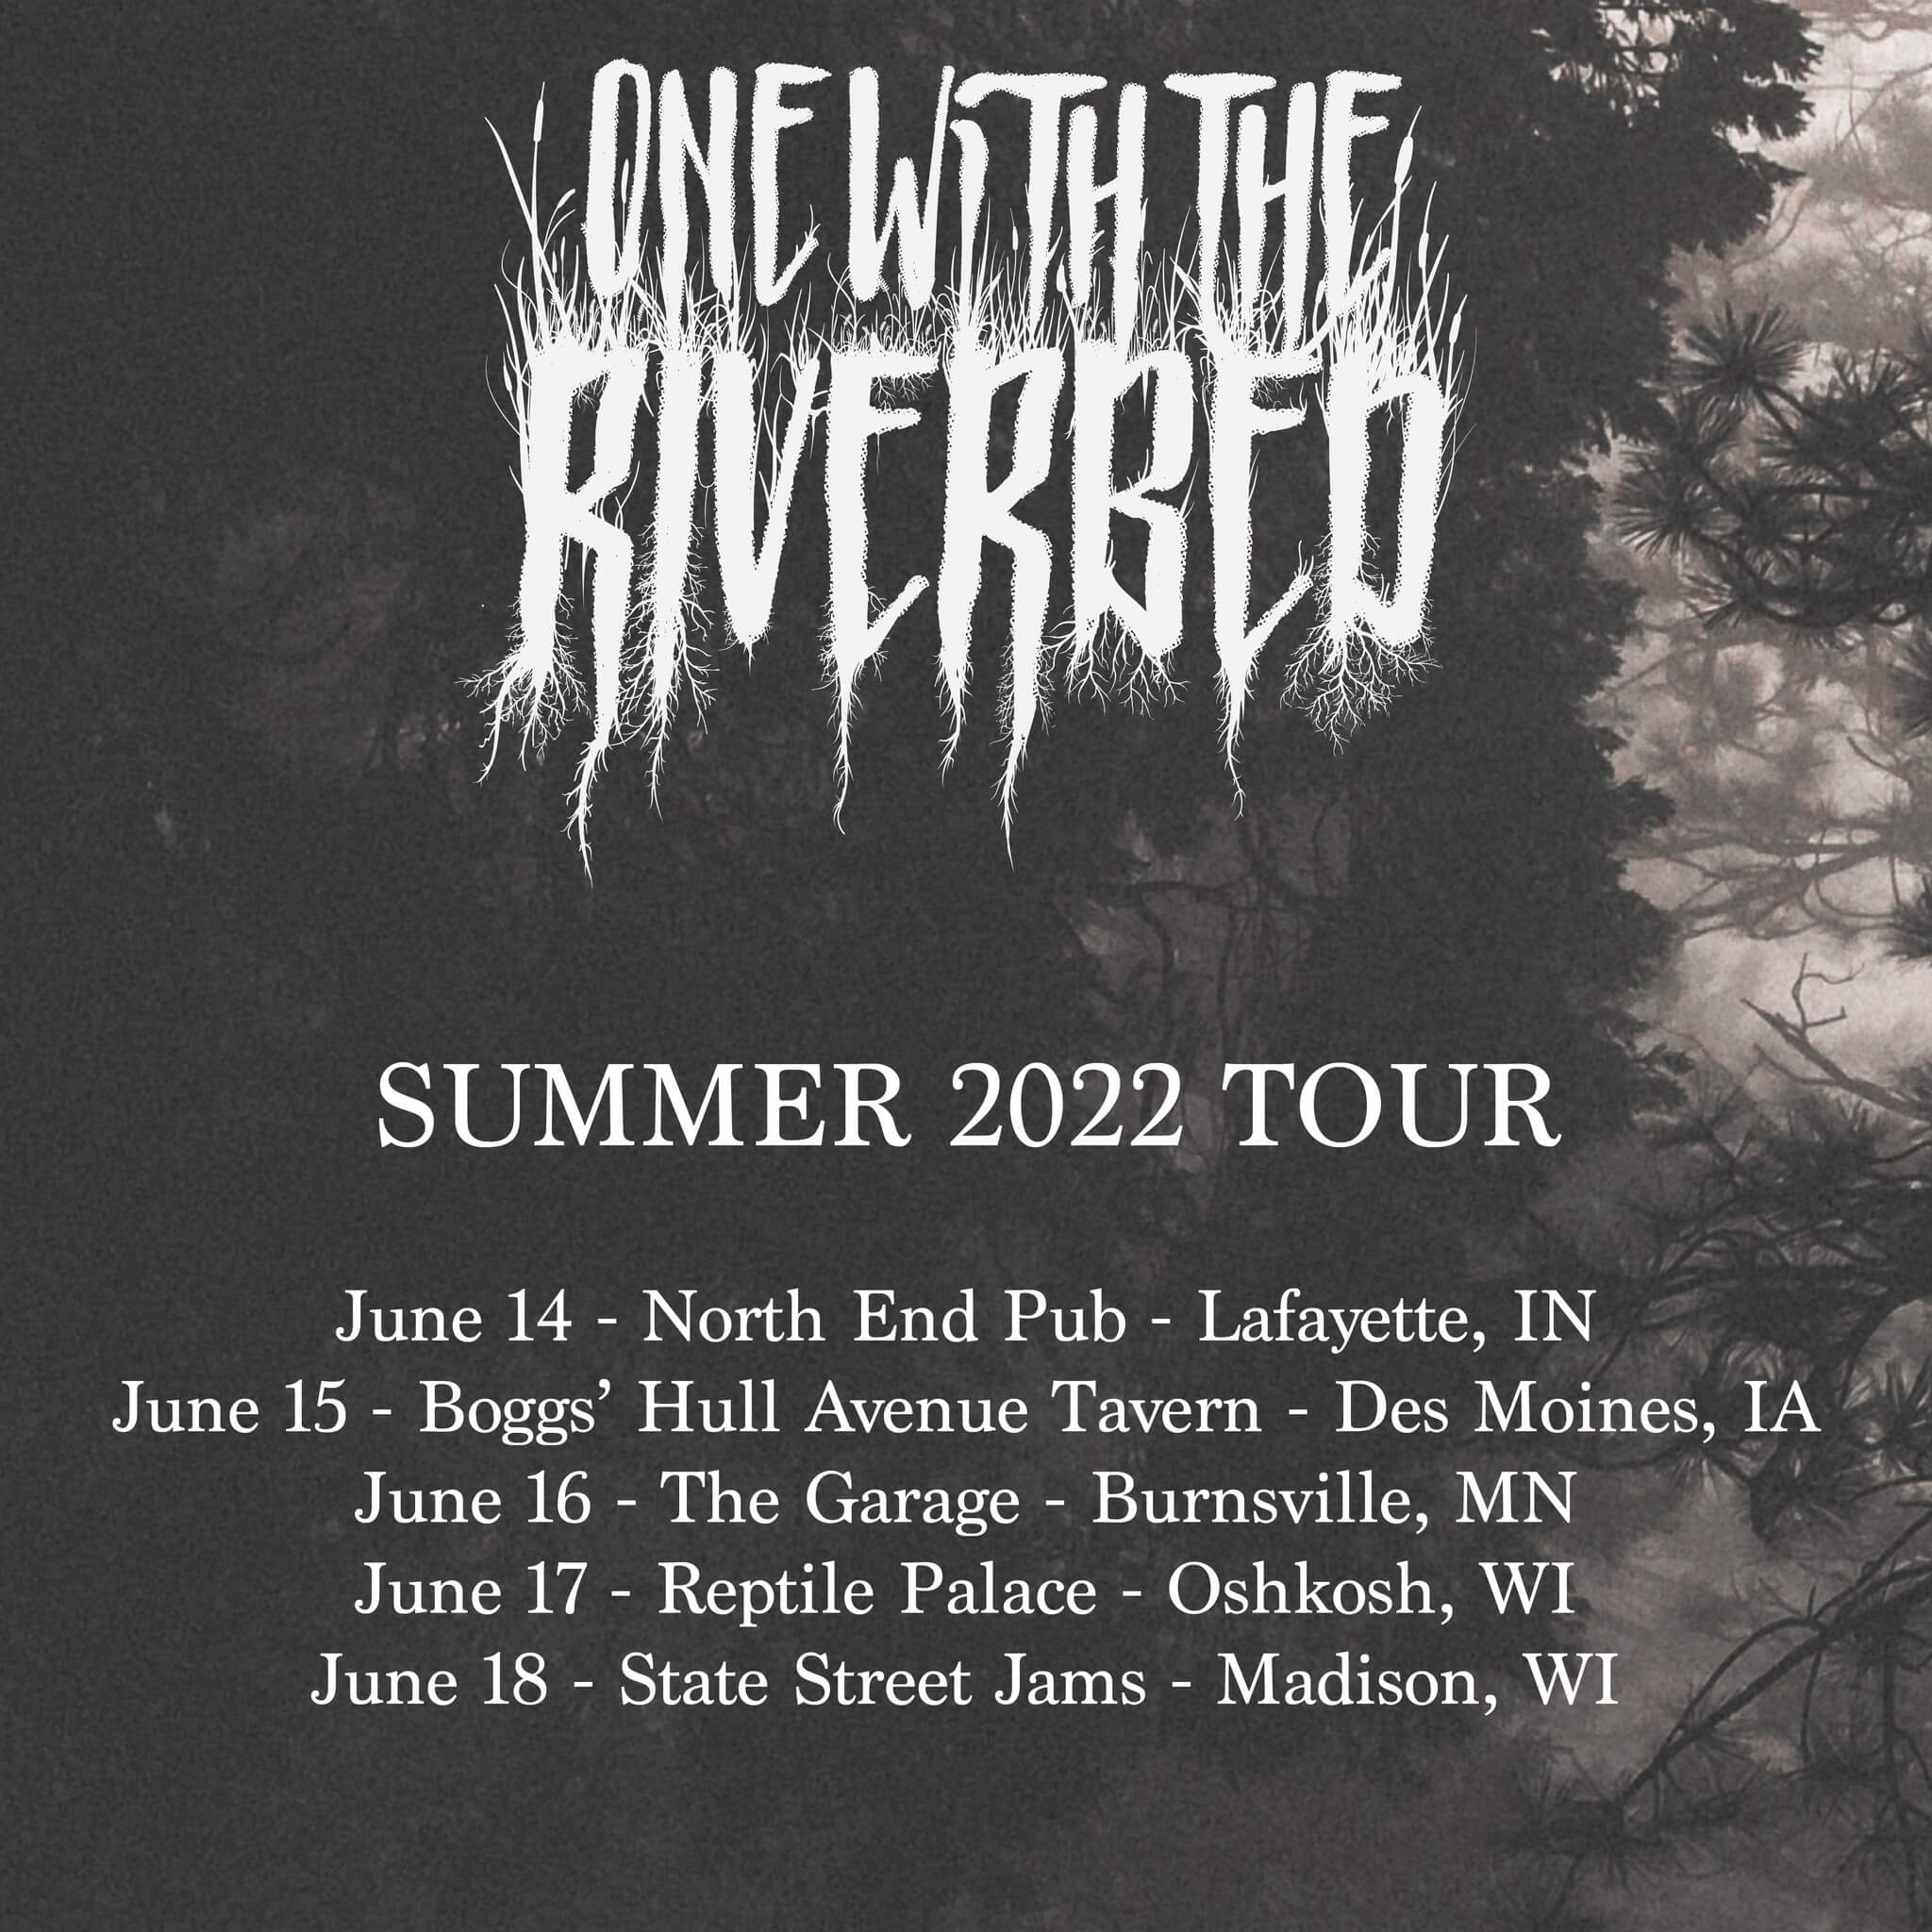 ONE WITH THE
RIVERBED
SUMMER 2022 TOUR
June 14 - North End Pub - Lafayette, IN
June 15 - Boggs’ Hull Avenue Tavern - Des Moines, IA
June 16 - The Garage - Burnsville, MN
June 17 - Reptile Palace - Oshkosh, WI
June 18 - State Street Jams - Madison, WI